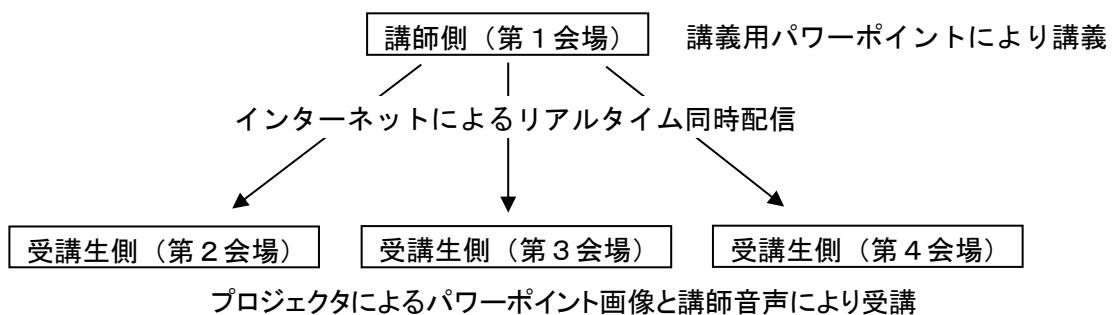 講師側（第１会場） 講義用パワーポイントにより講義
インターネットによるリアルタイム同時配信
受講生側（第２会場） 受講生側（第３会場） 受講生側（第４会場）
プロジェクタによるパワーポイント画像と講師音声により受講